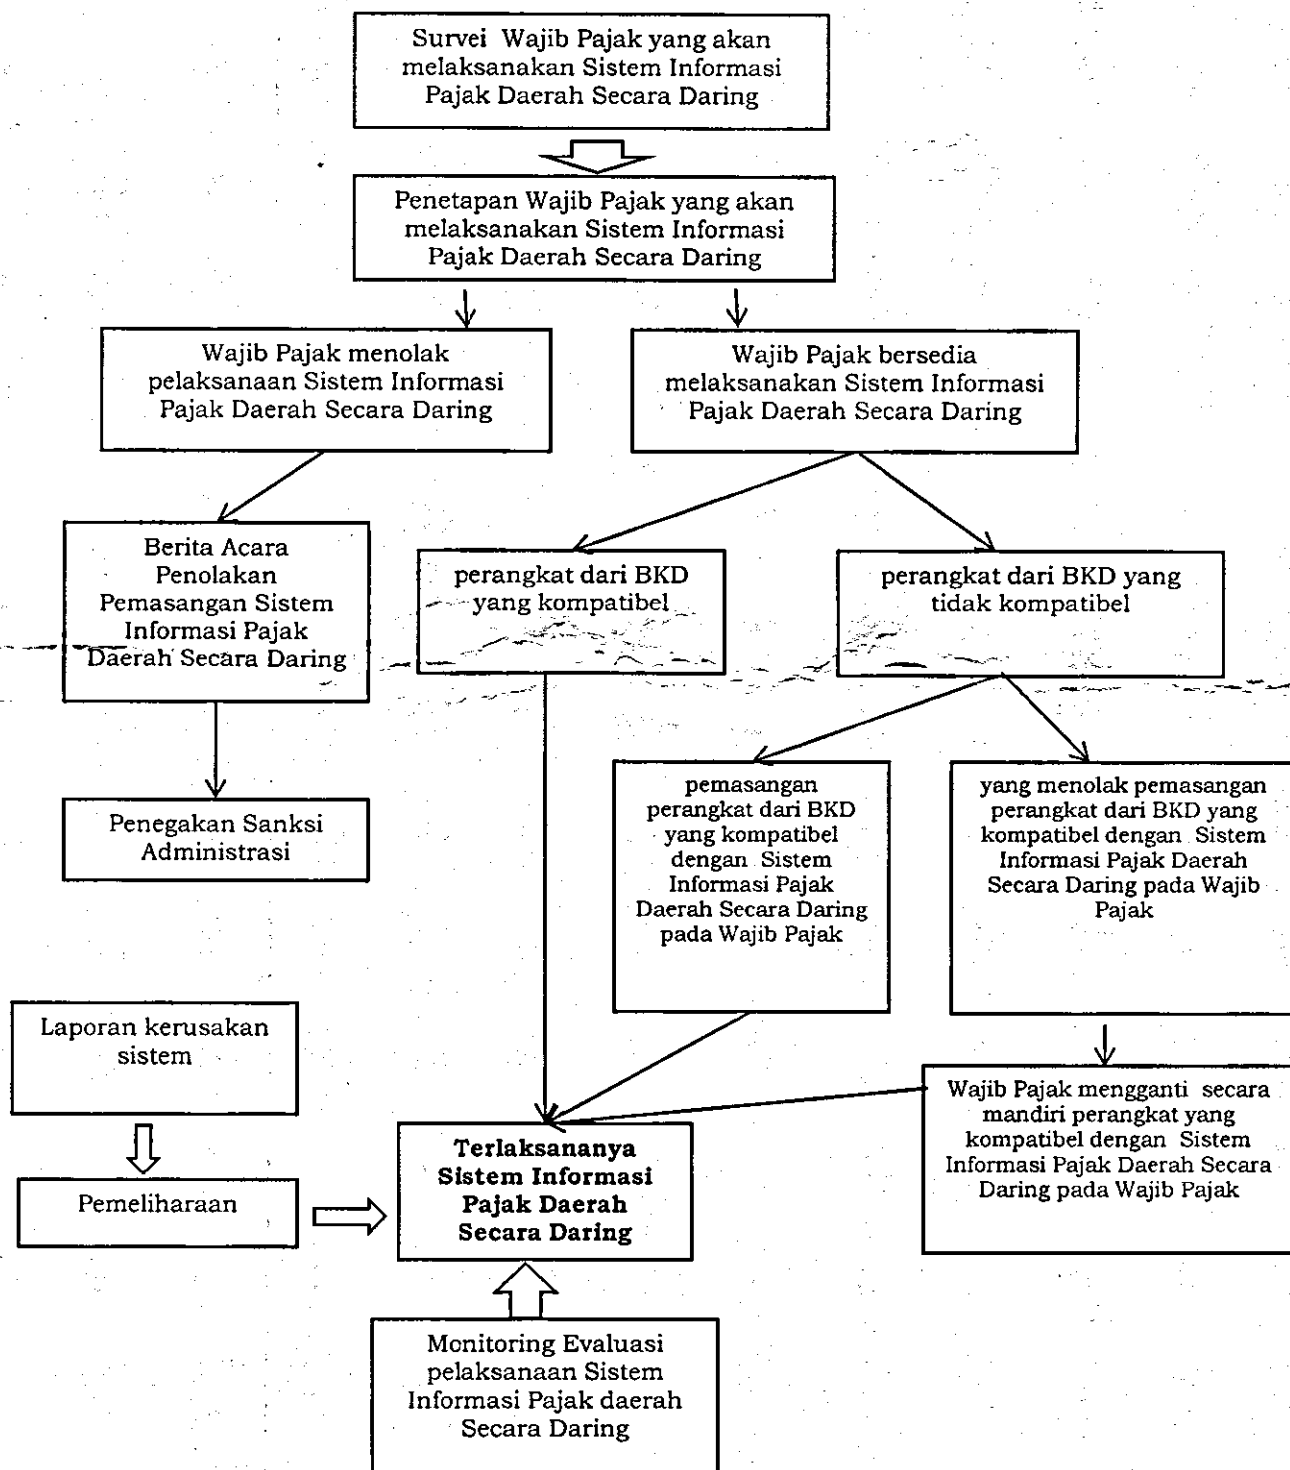 Survei Wajib Pajak yang akan
melaksanakan Sistem Informasi
Pajak Daerah Secara Daring
Penetapan Wajib Pajak yang akan
melaksanakan Sistem Informasi
Pajak Daerah Secara Daring
Wajib Pajak menolak
pelaksanaan Sistem Informasi
Pajak Daerah Secara Daring
Wajib Pajak bersedia
melaksanakan Sistem Informasi
Pajak Daerah Secara Daring
Berita Acara
Penolakan
Pemasangan Sistem
Informasi Pajak
Daerah Secara Daring
perangkat dari BKD
yang kompatibel
perangkat dari BKD yang
tidak kompatibel
Penegakan Sanksi
Administrasi
pemasangan
perangkat dari BKD
yang kompatibel
dengan Sistem
Informasi Pajak
Daerah Secara Daring
pada Wajib Pajak
yang menolak pemasangan
perangkat dari BKD yang
kompatibel dengan Sistem
Informasi Pajak Daerah
Secara Daring pada Wajib
Pajak
Laporan kerusakan
sistem
Wajib Pajak mengganti secara
mandiri perangkat yang
kompatibel dengan Sistem
Informasi Pajak Daerah Secara
Daring pada Wajib Pajak
Pemeliharaan
Terlaksananya
Sistem Informasi
Pajak Daerah
Secara Daring
Monitoring Evaluasi
pelaksanaan Sistem
Informasi Pajak daerah
Secara Daring